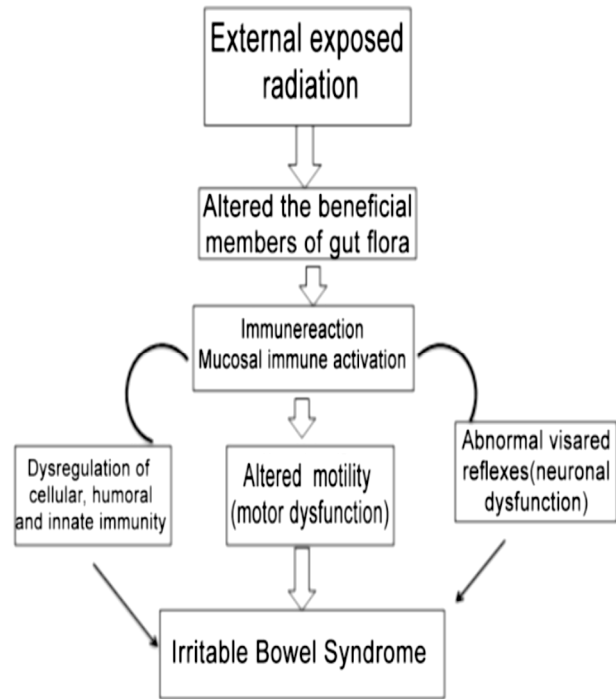 External exposed
radiation
Altered the beneficial
members of gut flora
Immunereaction
Mucosal immune activation
Dysregulation of
cellular, humoral
and innate immunity
Altered motility
(motor dysfunction)
Abnormal visared
reflexes(neuronal
dysfunction)
Irritable Bowel Syndrome